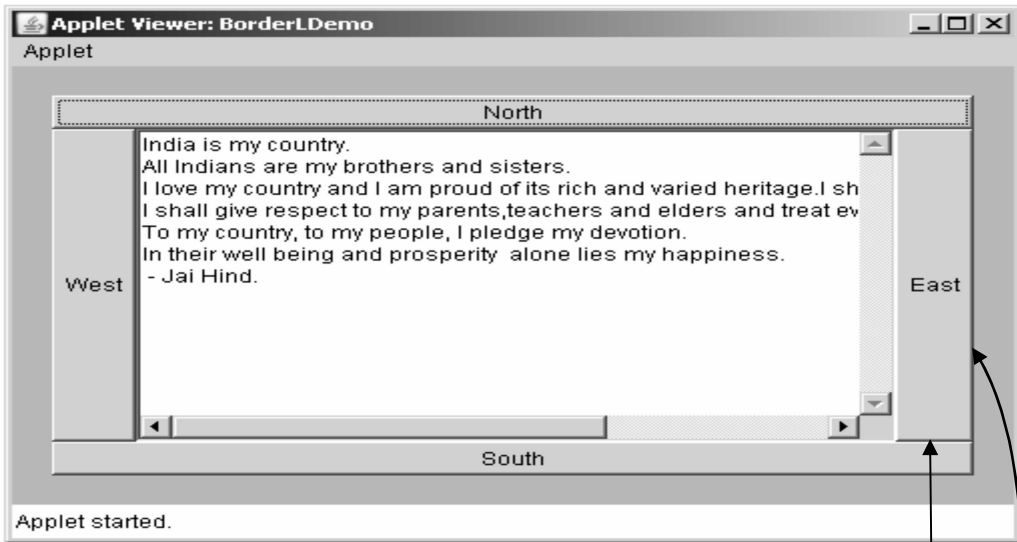 Applet Viewer: BorderLDemo
Applet
North
West
India is my country.
All Indians are my brothers and sisters.
I love my country and I am proud of its rich and varied heritage.I sh
I shall give respect to my parents,teachers and elders and treat ev
To my country, to my people, I pledge my devotion.
In their well being and prosperity  alone lies my happiness.
- Jai Hind.
East
South
Applet started.